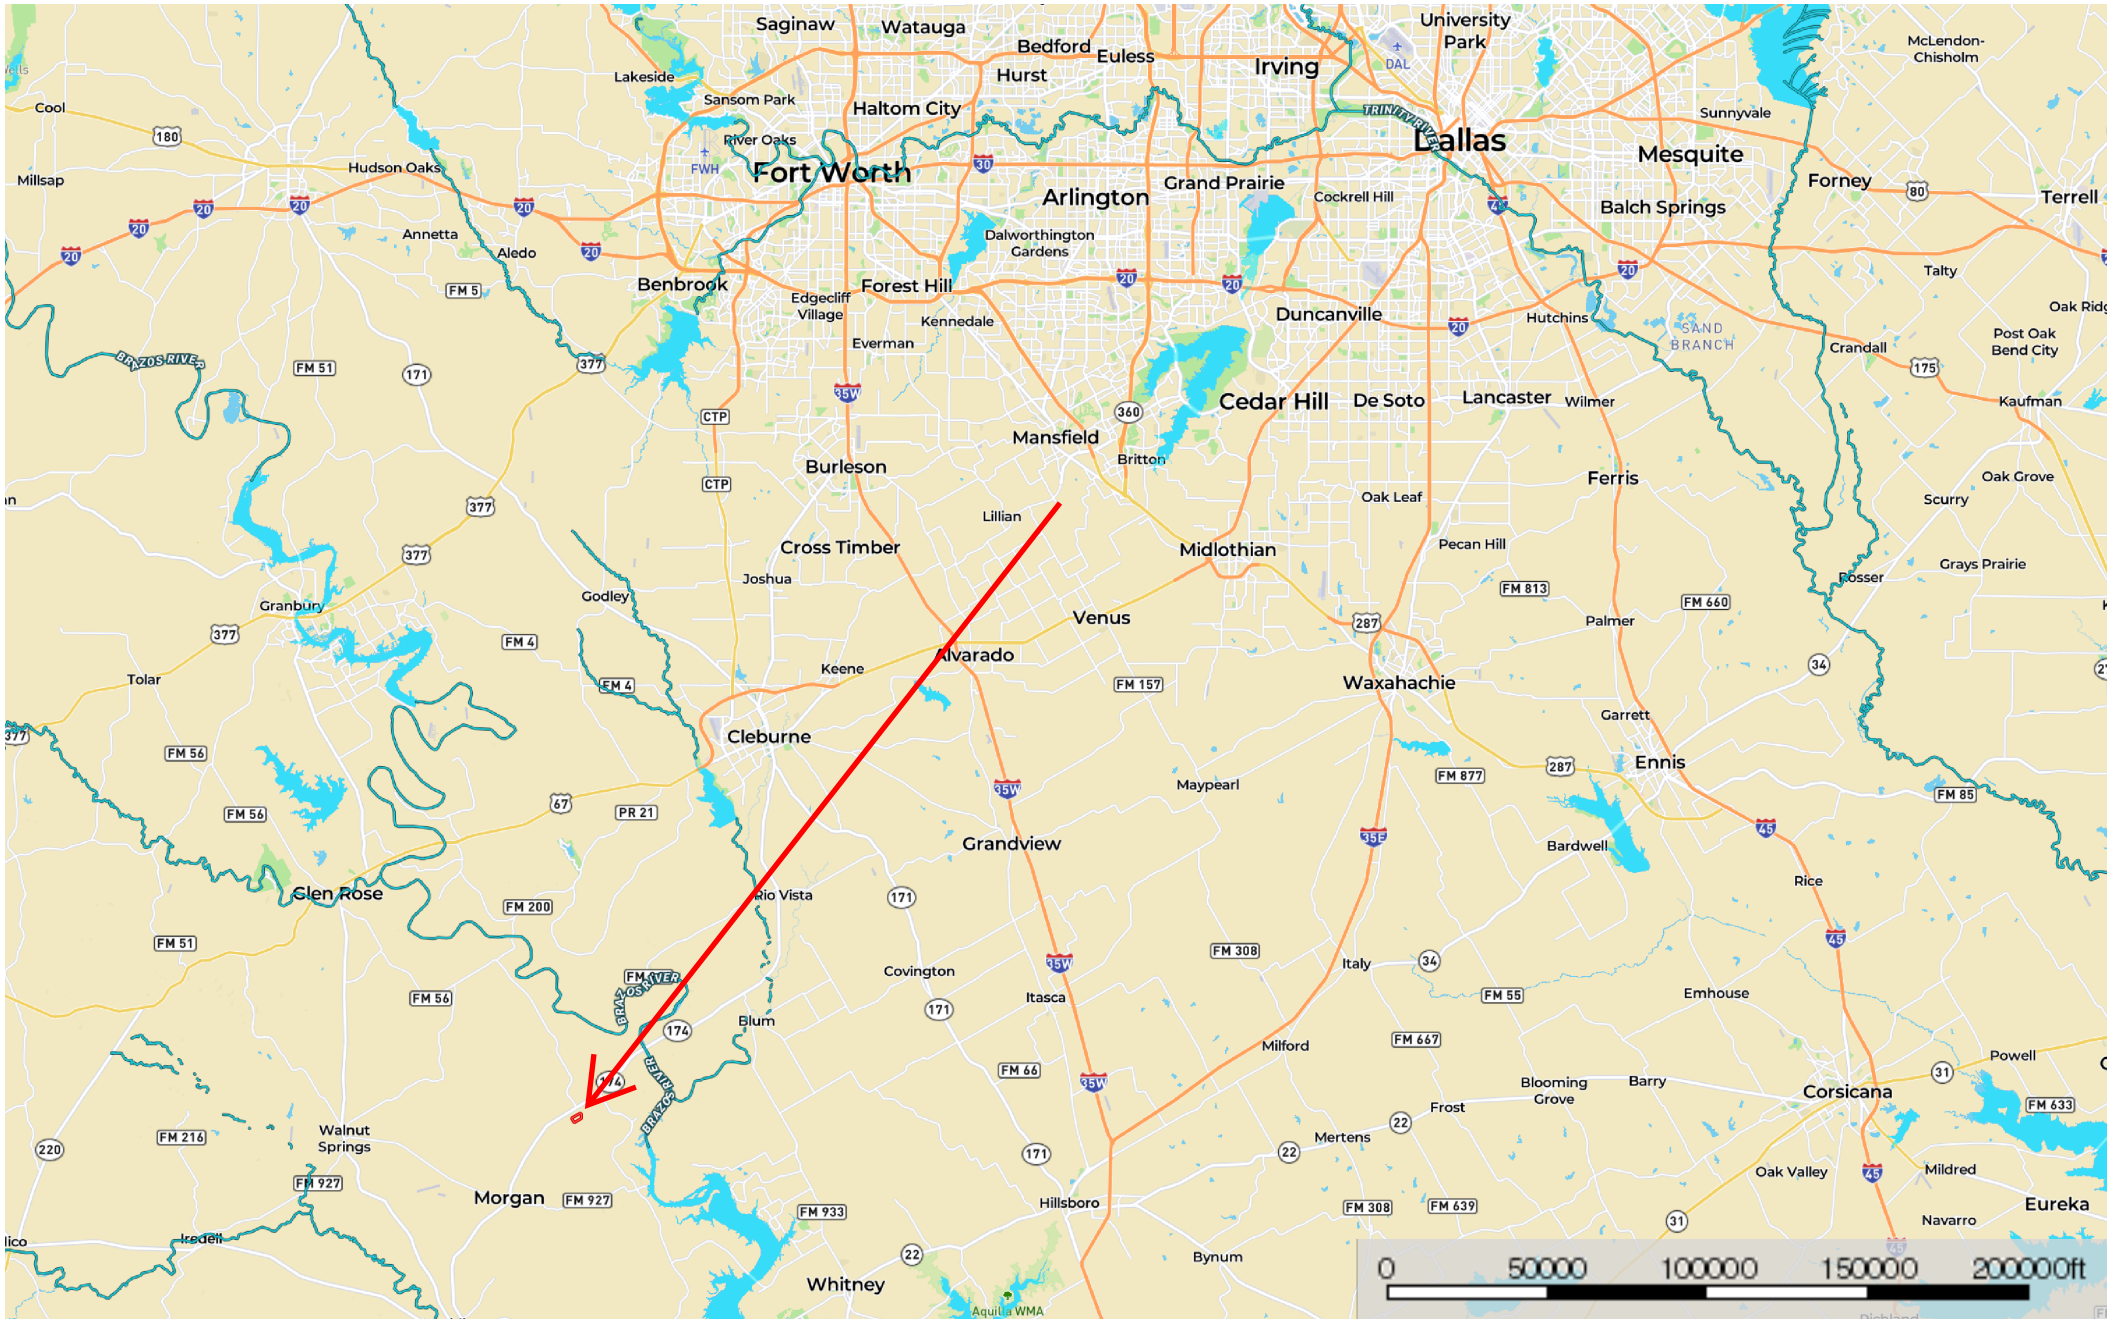 Saginaw
Watauga
University
Park
McLendon-
Chisholm
Bedford
Euless
Hurst
Irving
DAL
Lakeside
Cool
Sansom Park
Haltom City
Sunnyvale
180
River Oaks
TRINITY RIVER
Dallas
Mesquite
Hudson Oaks
FWH
Fort Worth
30
Millsap
Arlington
Grand Prairie
Cockrell Hill
Forney
80
Terrell
20
20
20
20
20
20
Annetta
Aledo
Dalworthington
Gardens
Balch Springs
45
Benbrook
Forest Hill
20
20
20
Talty
FM 5
Edgecliff
Village
Kennedale
Duncanville
20
Hutchins
SAND
BRANCH
Oak Ridg
Post Oak
Bend City
Everman
Crandall
BRAZOS RIVER
FM 51
171
377
175
35W
Cedar Hill
De Soto
Lancaster
Wilmer
Kaufman
CTP
360
Mansfield
Britton
Burleson
Ferris
Oak Grove
CTP
377
Oak Leaf
Scurry
Lillian
Cross Timber
Midlothian
Pecan Hill
377
Joshua
Grays Prairie
Rosser
Godley
FM 813
FM 660
Granbury
Venus
287
Palmer
377
FM 4
Alvarado
34
Tolar
Keene
FM 4
FM 157
Waxahachie
Garrett
377
Cleburne
FM 56
Ennis
287
FM 877
Maypearl
35W
FM 85
67
PR 21
FM 56
45
35E
Grandview
Bardwell
Glen Rose
Rio Vista
171
Rice
FM 200
FM 51
FM 308
45
35W
Italy
34
Covington
BRAZOS RIVER
FM 56
Itasca
FM 55
Emhouse
171
174
Blum
FM 667
Milford
Powell
FM 66
31
174
35W
Blooming
Grove
Barry
Corsicana
BRAZOS RIVER
Frost
FM 633
22
Walnut
Springs
FM 216
Mertens
220
171
22
Oak Valley
45
Mildred
FM 927
Morgan
FM 927
Hillsboro
FM 308
FM 639
Eureka
FM 933
31
Navarro
Iredell
22
Bynum
45
Whitney
0
50000
100000
150000
200000ft
Aquilla WMA